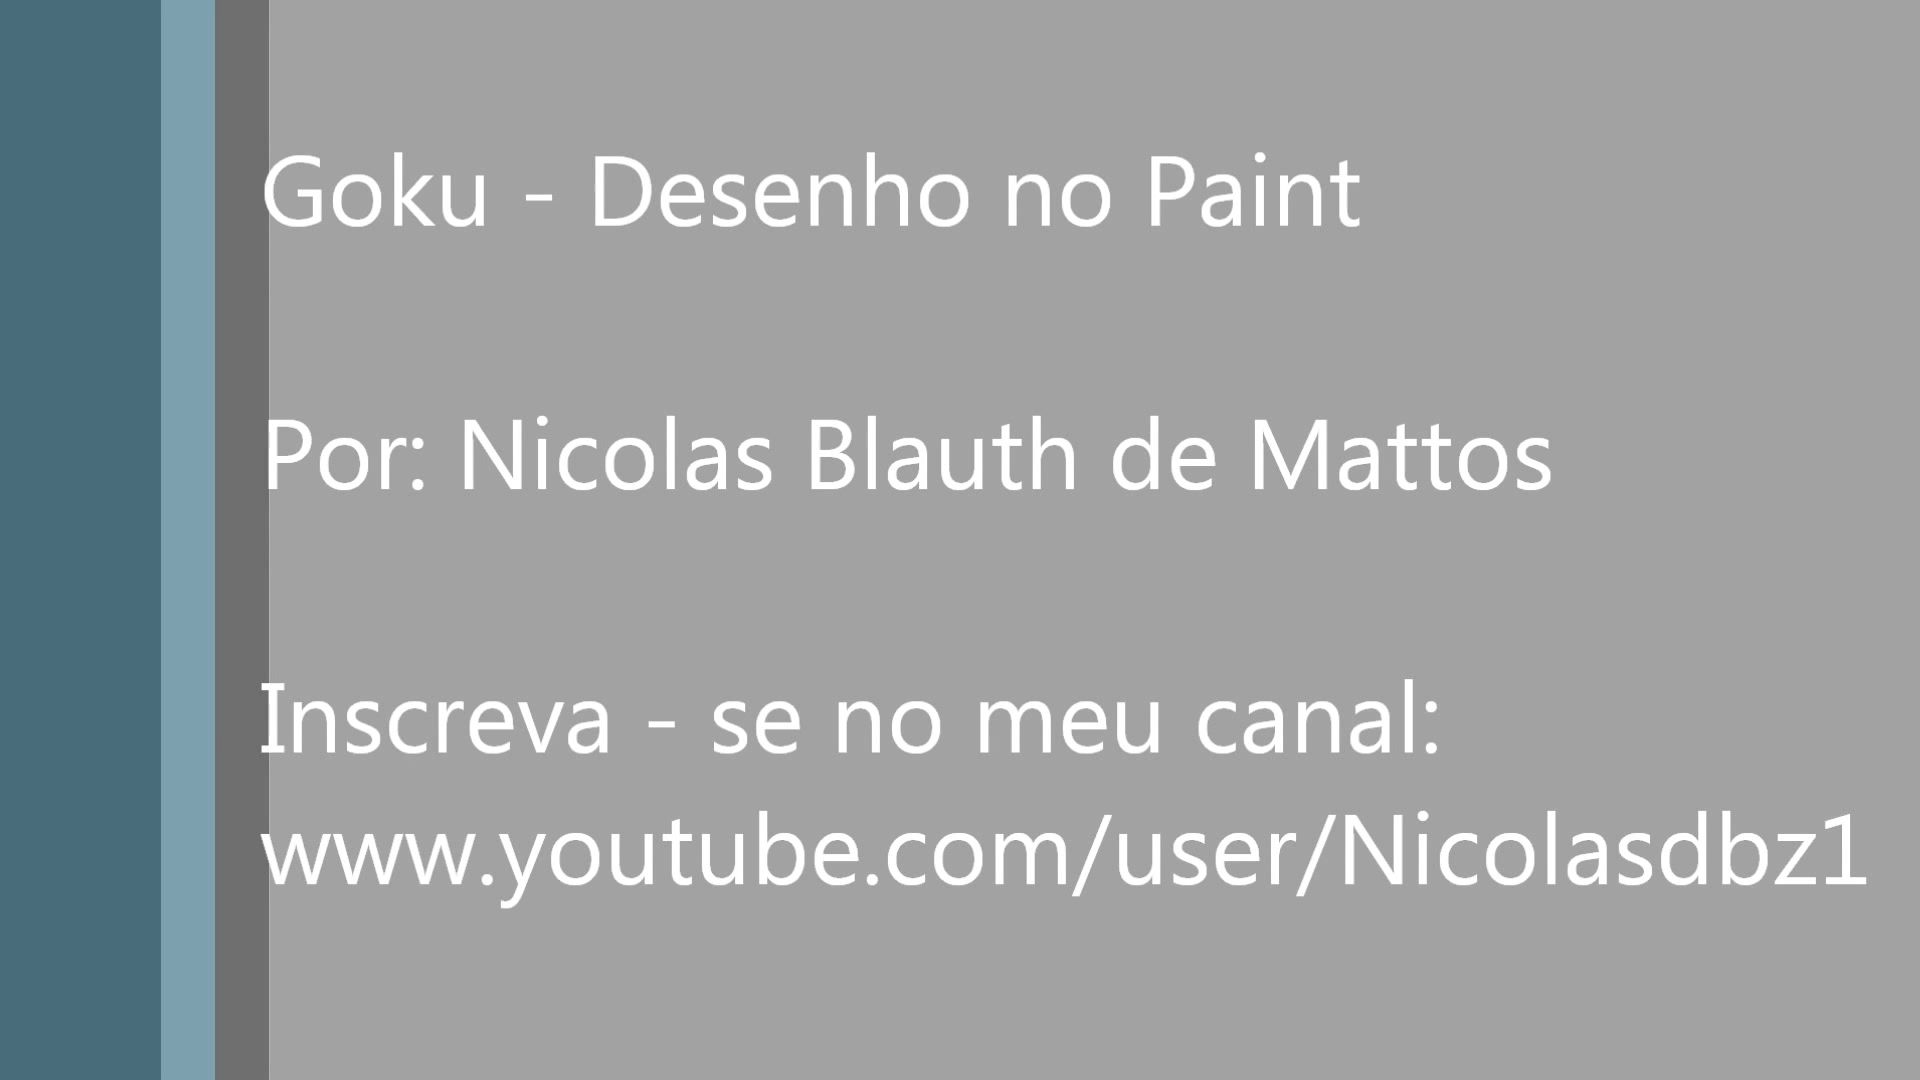 Goku - Desenho no Paint
Por: Nicolas Blauth de Mattos
Inscreva - se no meu canal:
www.youtube.com/user/Nicolasdbz1